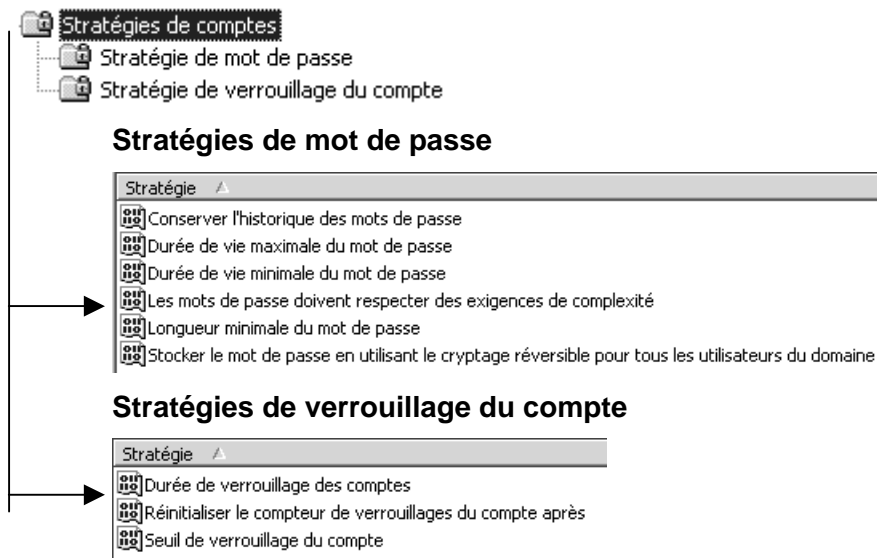 Stratégies de comptes
Stratégie de mot de passe
Stratégie de verrouillage du compte
Stratégies de mot de passe
Stratégie
Conserver l'historique des mots de passe
Durée de vie maximale du mot de passe
Durée de vie minimale du mot de passe
Les mots de passe doivent respecter des exigences de complexité
Longueur minimale du mot de passe
Stocker le mot de passe en utilisant le cryptage réversible pour tous les utilisateurs du domaine
Stratégies de verrouillage du compte
Stratégie
Durée de verrouillage des comptes
Réinitialiser le compteur de verrouillages du compte après
Seuil de verrouillage du compte